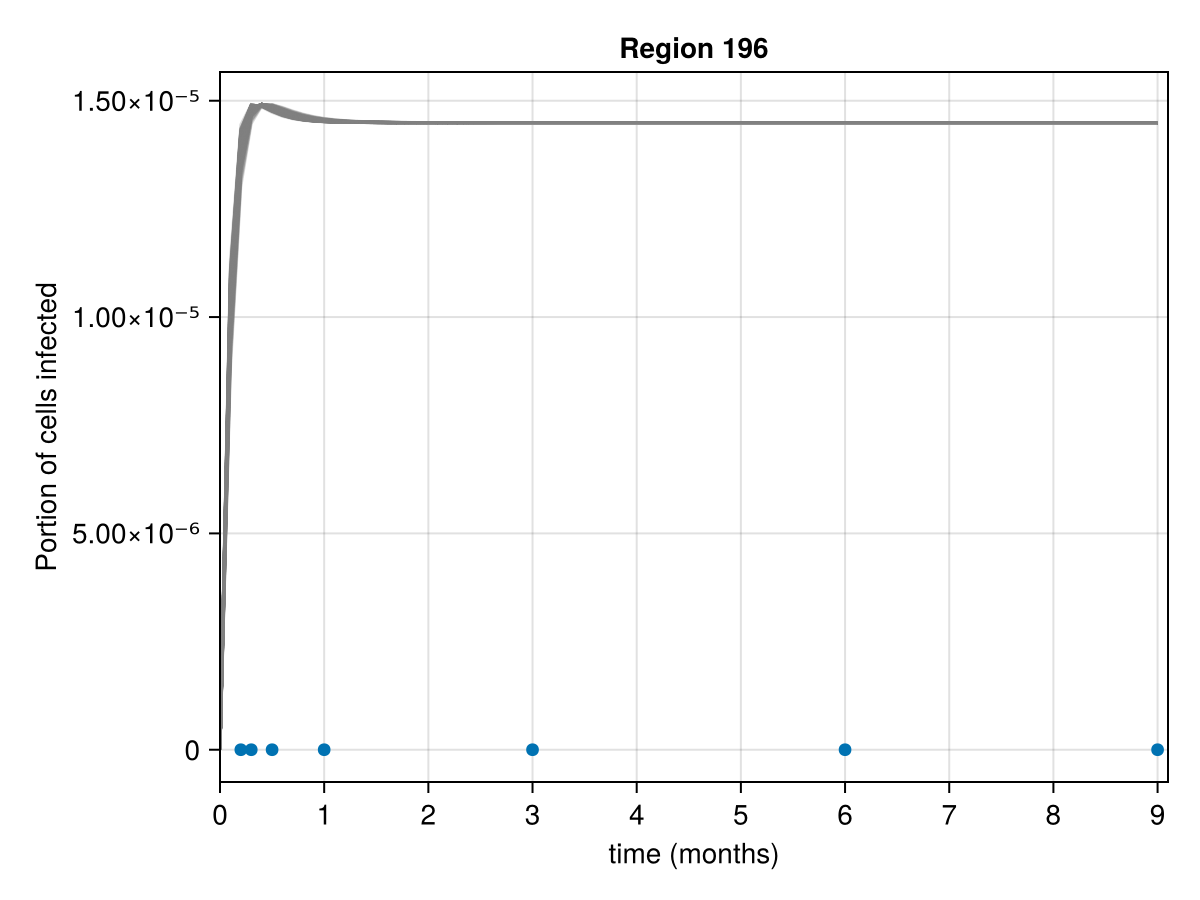 Region 196
Portion of cells infected
1.50×10⁻⁵
1.00×10⁻⁵
5.00×10⁻⁶
0
0 1 2 3 4 5 6 7 8 9
time (months)